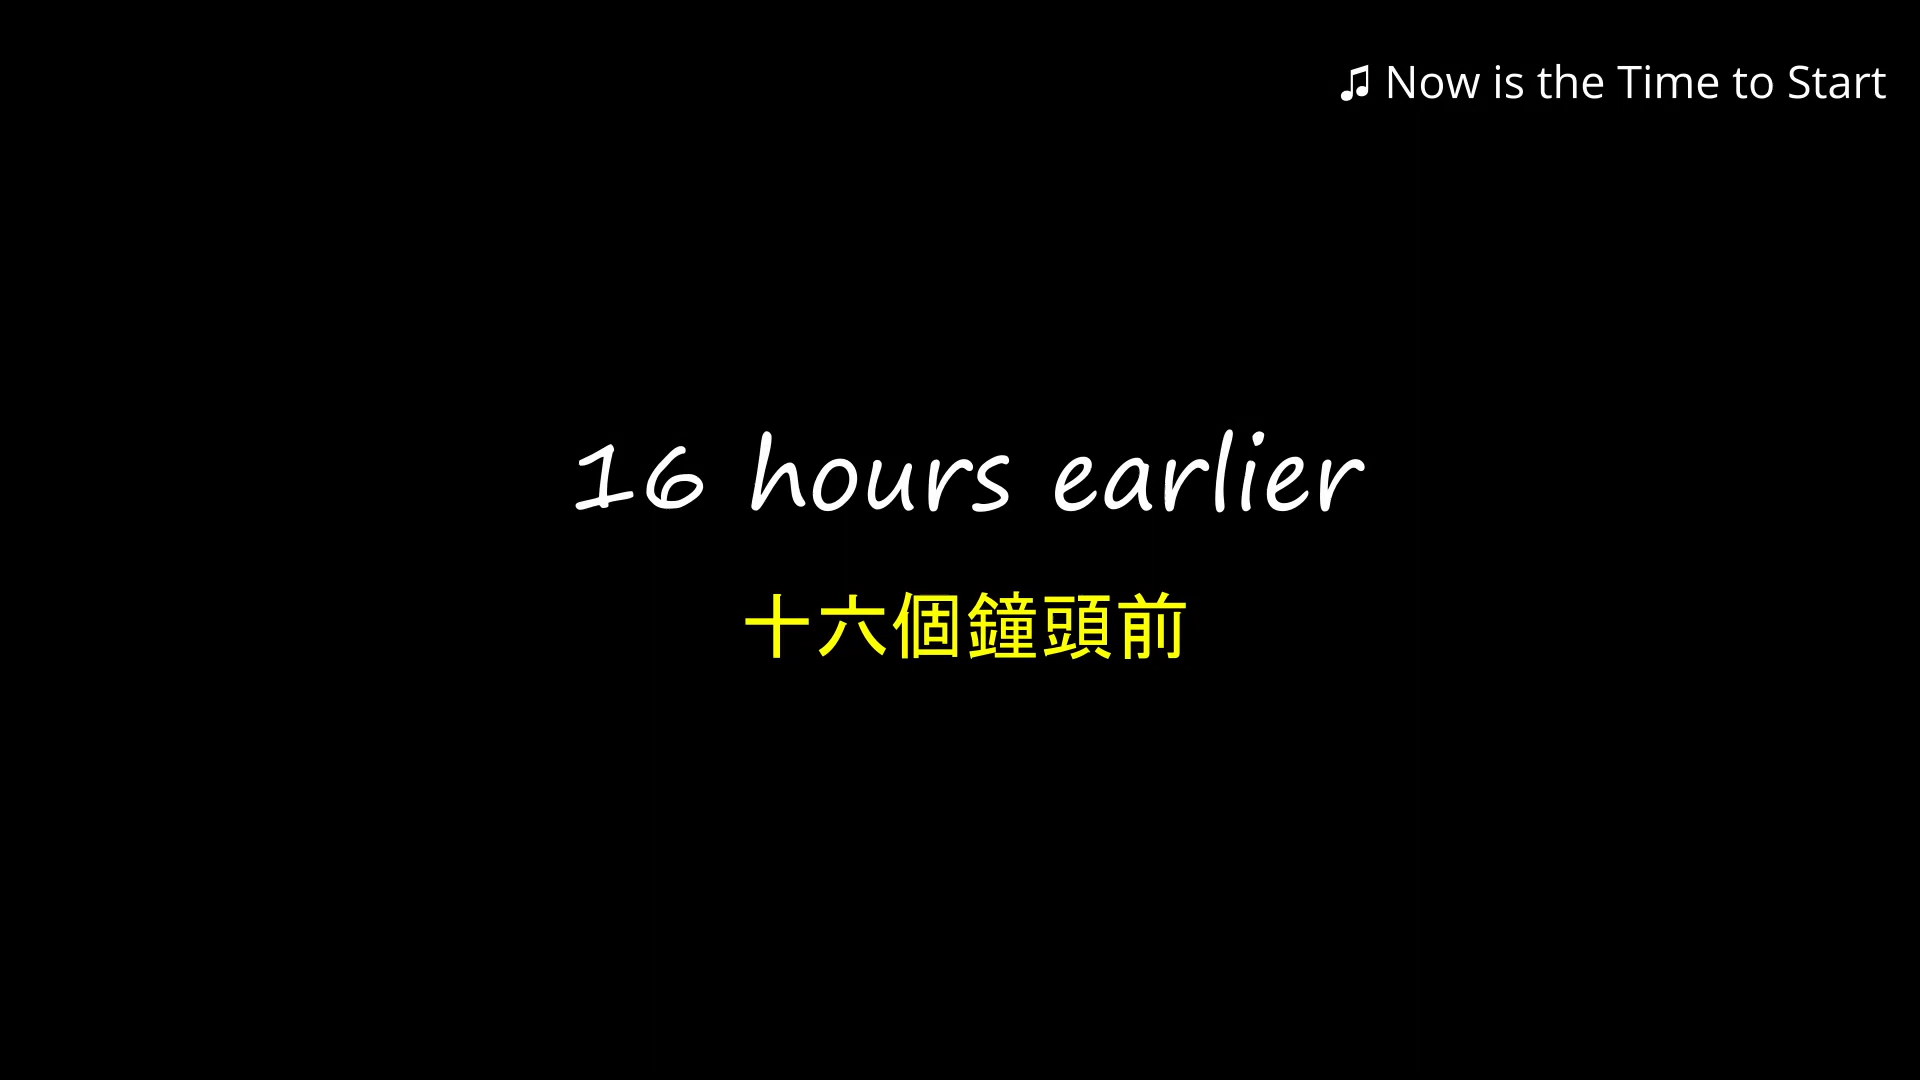 ♫ Now is the Time to Start
16 hours earlier
十六個鐘頭前